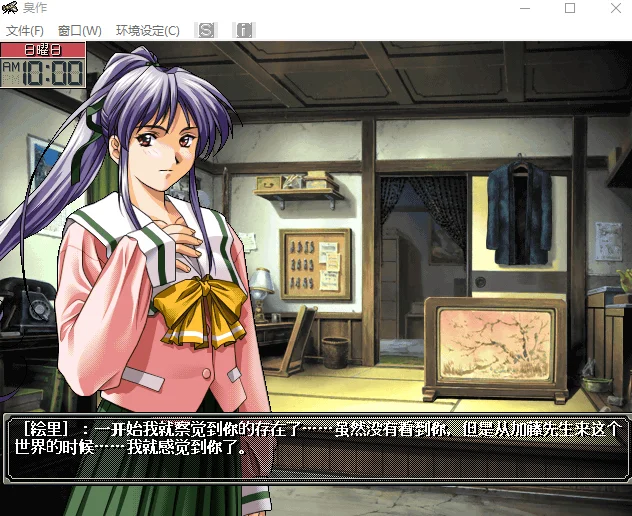 臭作
文件(F) 窗口(W) 环境设定(C) S i
日曜日
AM 10:00
［绘里］：一开始我就察觉到你的存在了……虽然没有看到你，但是从加藤先生来这个
世界的时候……我就感觉到你了。